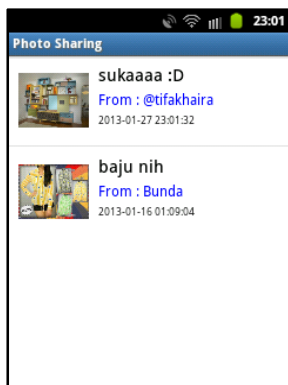 23:01
Photo Sharing
sukaaaa :D
From : @tifakhaira
2013-01-27 23:01:32
baju nih
From : Bunda
2013-01-16 01:09:04